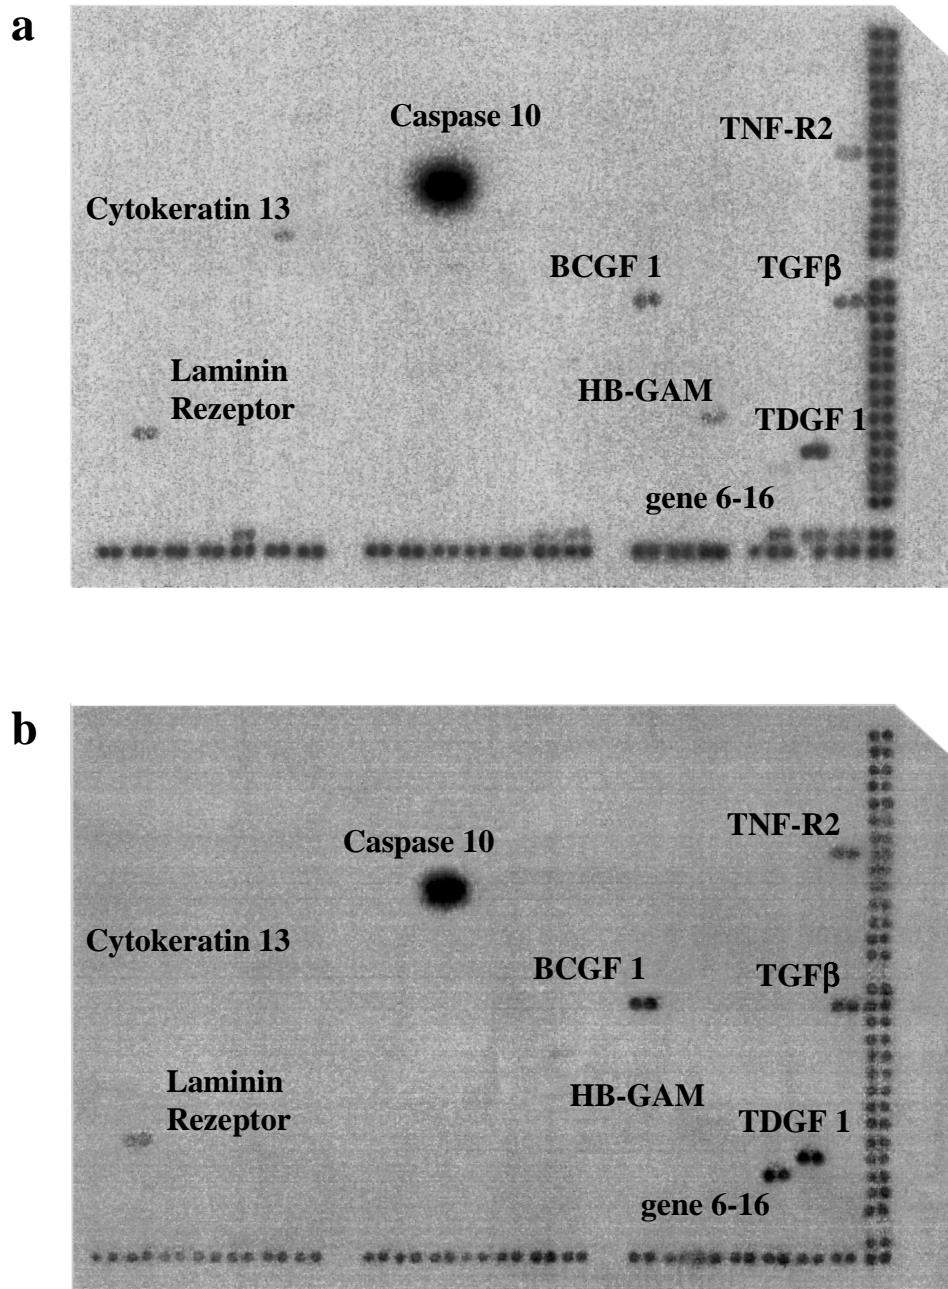 a
Caspase 10
TNF-R2
Cytokeratin 13
BCGF 1
TGFβ
Laminin
Rezeptor
HB-GAM
TDGF 1
gene 6-16
b
TNF-R2
Caspase 10
Cytokeratin 13
BCGF 1
TGFβ
Laminin
Rezeptor
HB-GAM
TDGF 1
gene 6-16